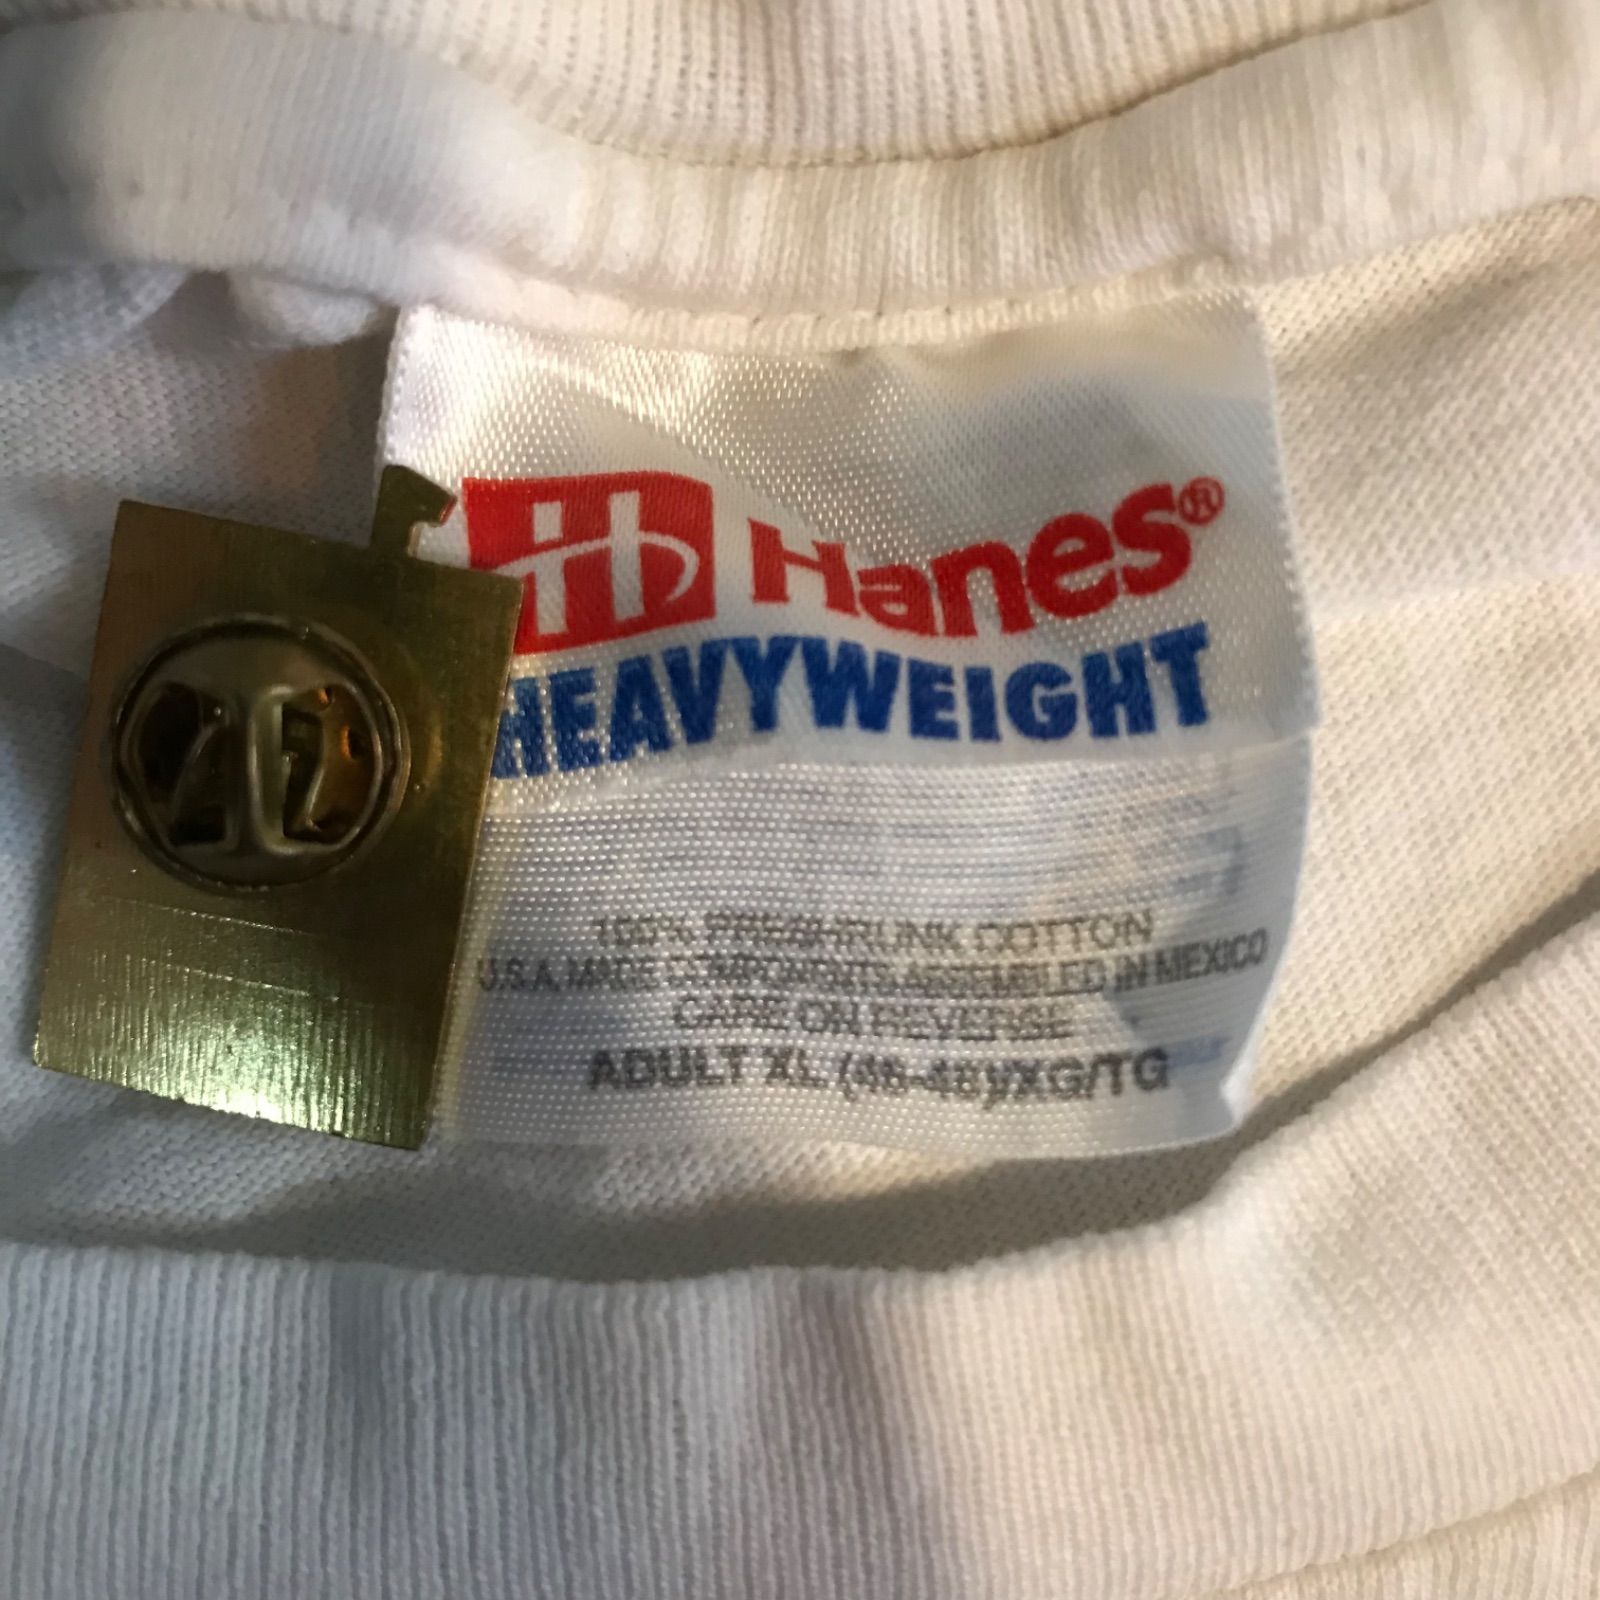 H Hanes®
HEAVYWEIGHT
100% PRESHRUNK COTTON
U.S.A. MADE COMPONENTS ASSEMBLED IN MEXICO
CARE ON REVERSE
ADULT XL (46-48)/XG/TG